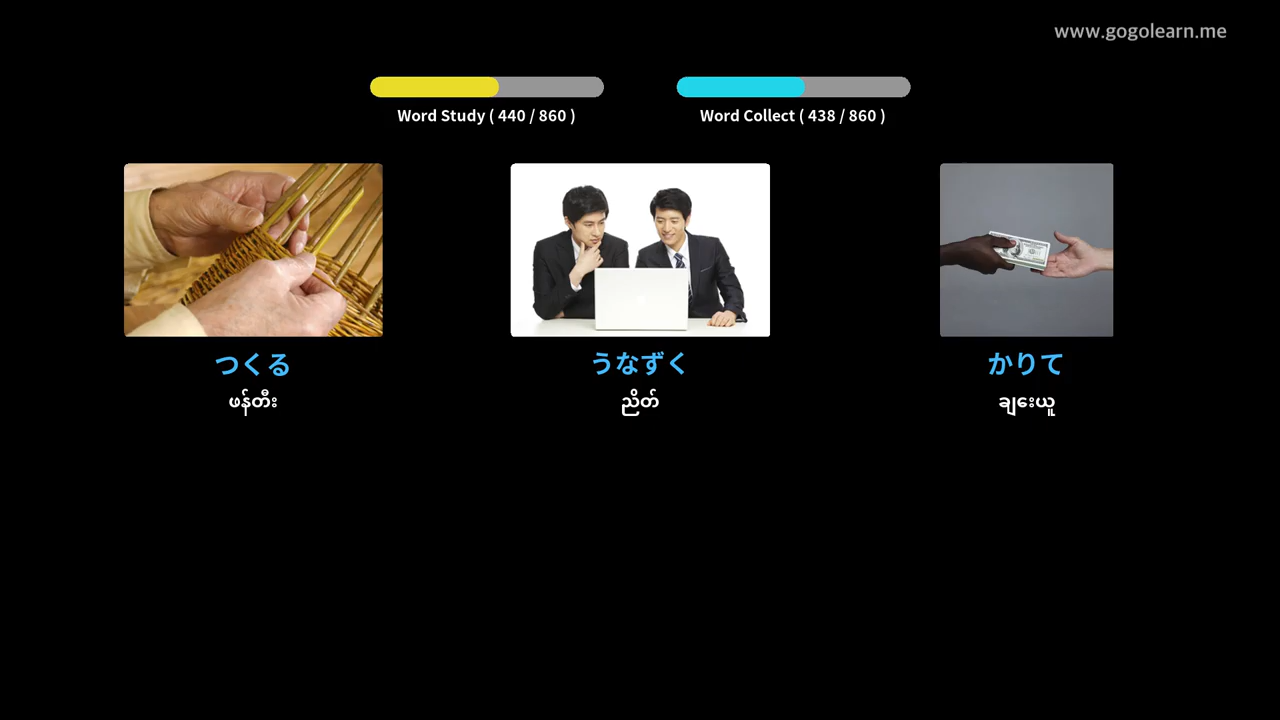 www.gogolearn.me
Word Study ( 440 / 860 )
Word Collect ( 438 / 860 )
つくる
うなずく
かりて
ဖန်တီး
ညိတ်
ချေးယူ